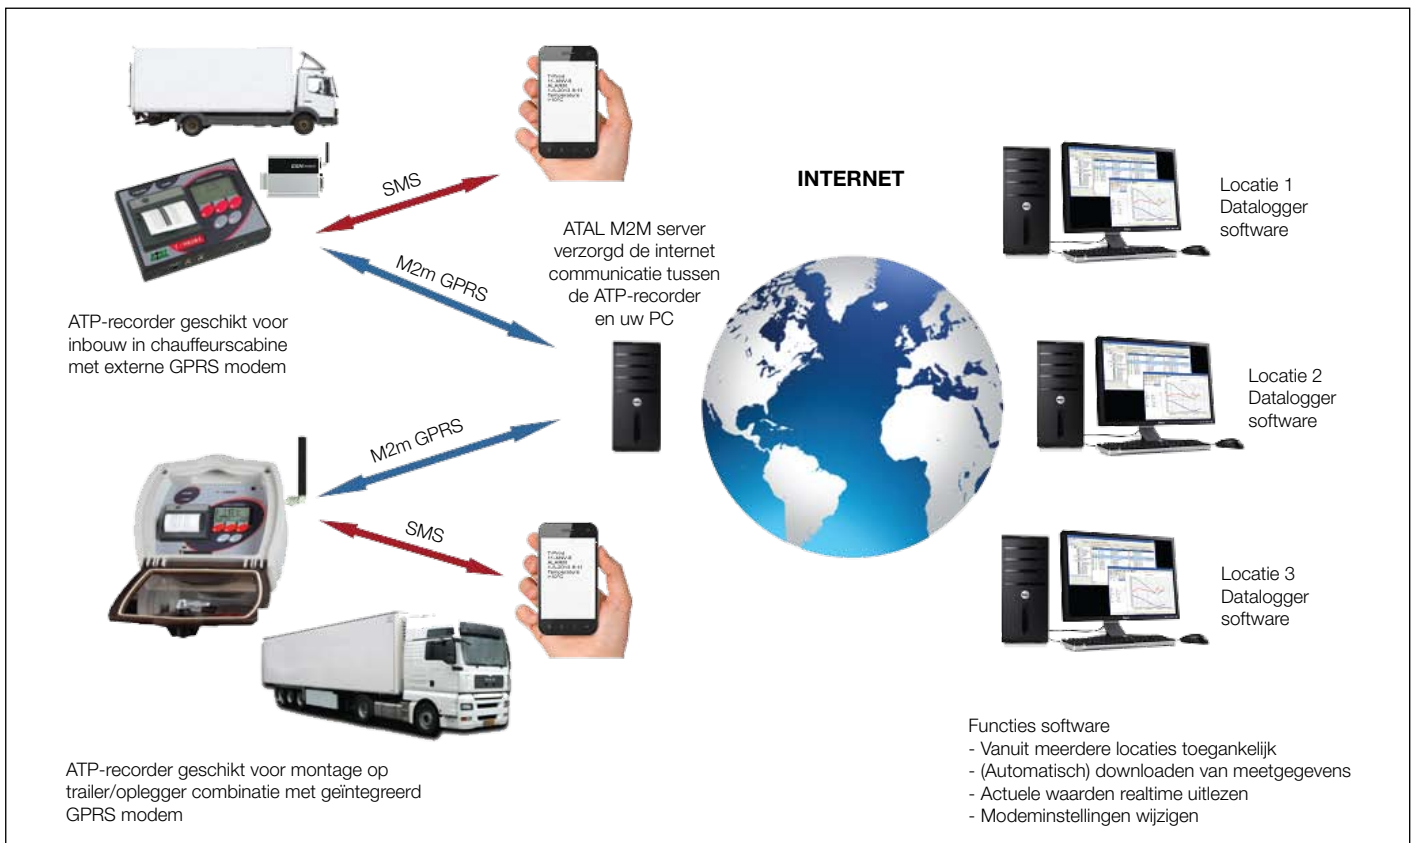 SMS
M2m GPRS
ATP-recorder geschikt voor
inbouw in chauffeurscabine
met externe GPRS modem
INTERNET
ATAL M2M server
verzorgd de internet
communicatie tussen
de ATP-recorder
en uw PC
Locatie 1
Datalogger
software
Locatie 2
Datalogger
software
Locatie 3
Datalogger
software
M2m GPRS
SMS
ATP-recorder geschikt voor montage op
trailer/oplegger combinatie met geïntegreerd
GPRS modem
Functies software
- Vanuit meerdere locaties toegankelijk
- (Automatisch) downloaden van meetgegevens
- Actuele waarden realtime uitlezen
- Modeminstellingen wijzigen